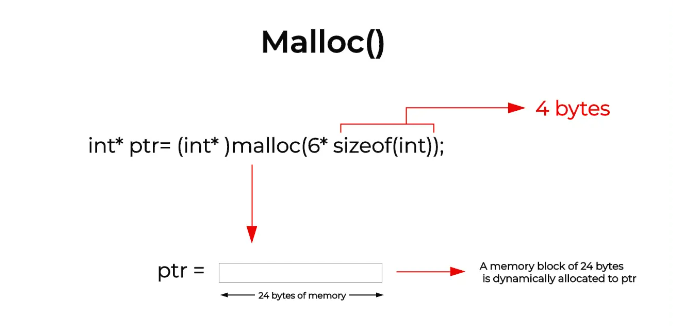 Malloc()
4 bytes
int* ptr= (int* )malloc(6* sizeof(int));
ptr =
A memory block of 24 bytes
is dynamically allocated to ptr
24 bytes of memory